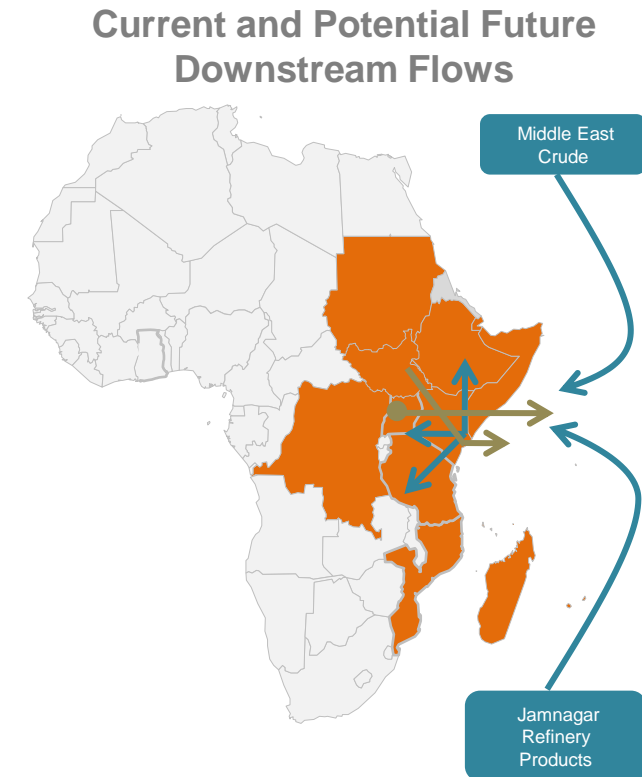 Current and Potential Future
Downstream Flows
Middle East
Crude
Jamnagar
Refinery
Products